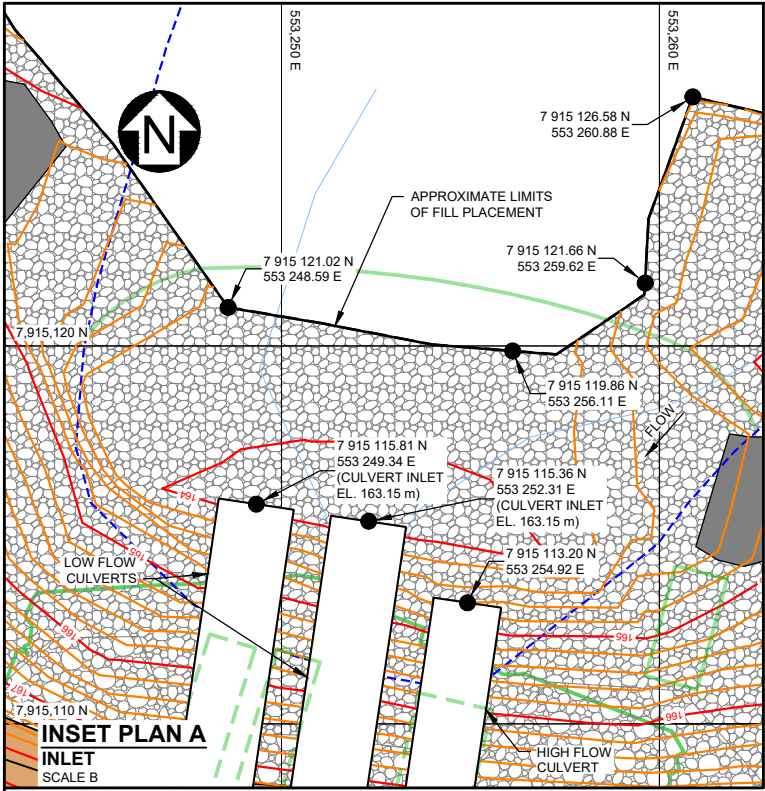 553,250 E
553,260 E
7 915 126.58 N
553 260.88 E
N
APPROXIMATE LIMITS
OF FILL PLACEMENT
7 915 121.66 N
553 259.62 E
7 915 121.02 N
553 248.59 E
7,915,120 N
7 915 119.86 N
553 256.11 E
FLOW
7 915 115.81 N
553 249.34 E
(CULVERT INLET
EL. 163.15 m)
7 915 115.36 N
553 252.31 E
(CULVERT INLET
EL. 163.15 m)
164
7 915 113.20 N
553 254.92 E
LOW FLOW
CULVERTS
165
166
165
167
166
7,915,110 N
INSET PLAN A
INLET
SCALE B
HIGH FLOW
CULVERT